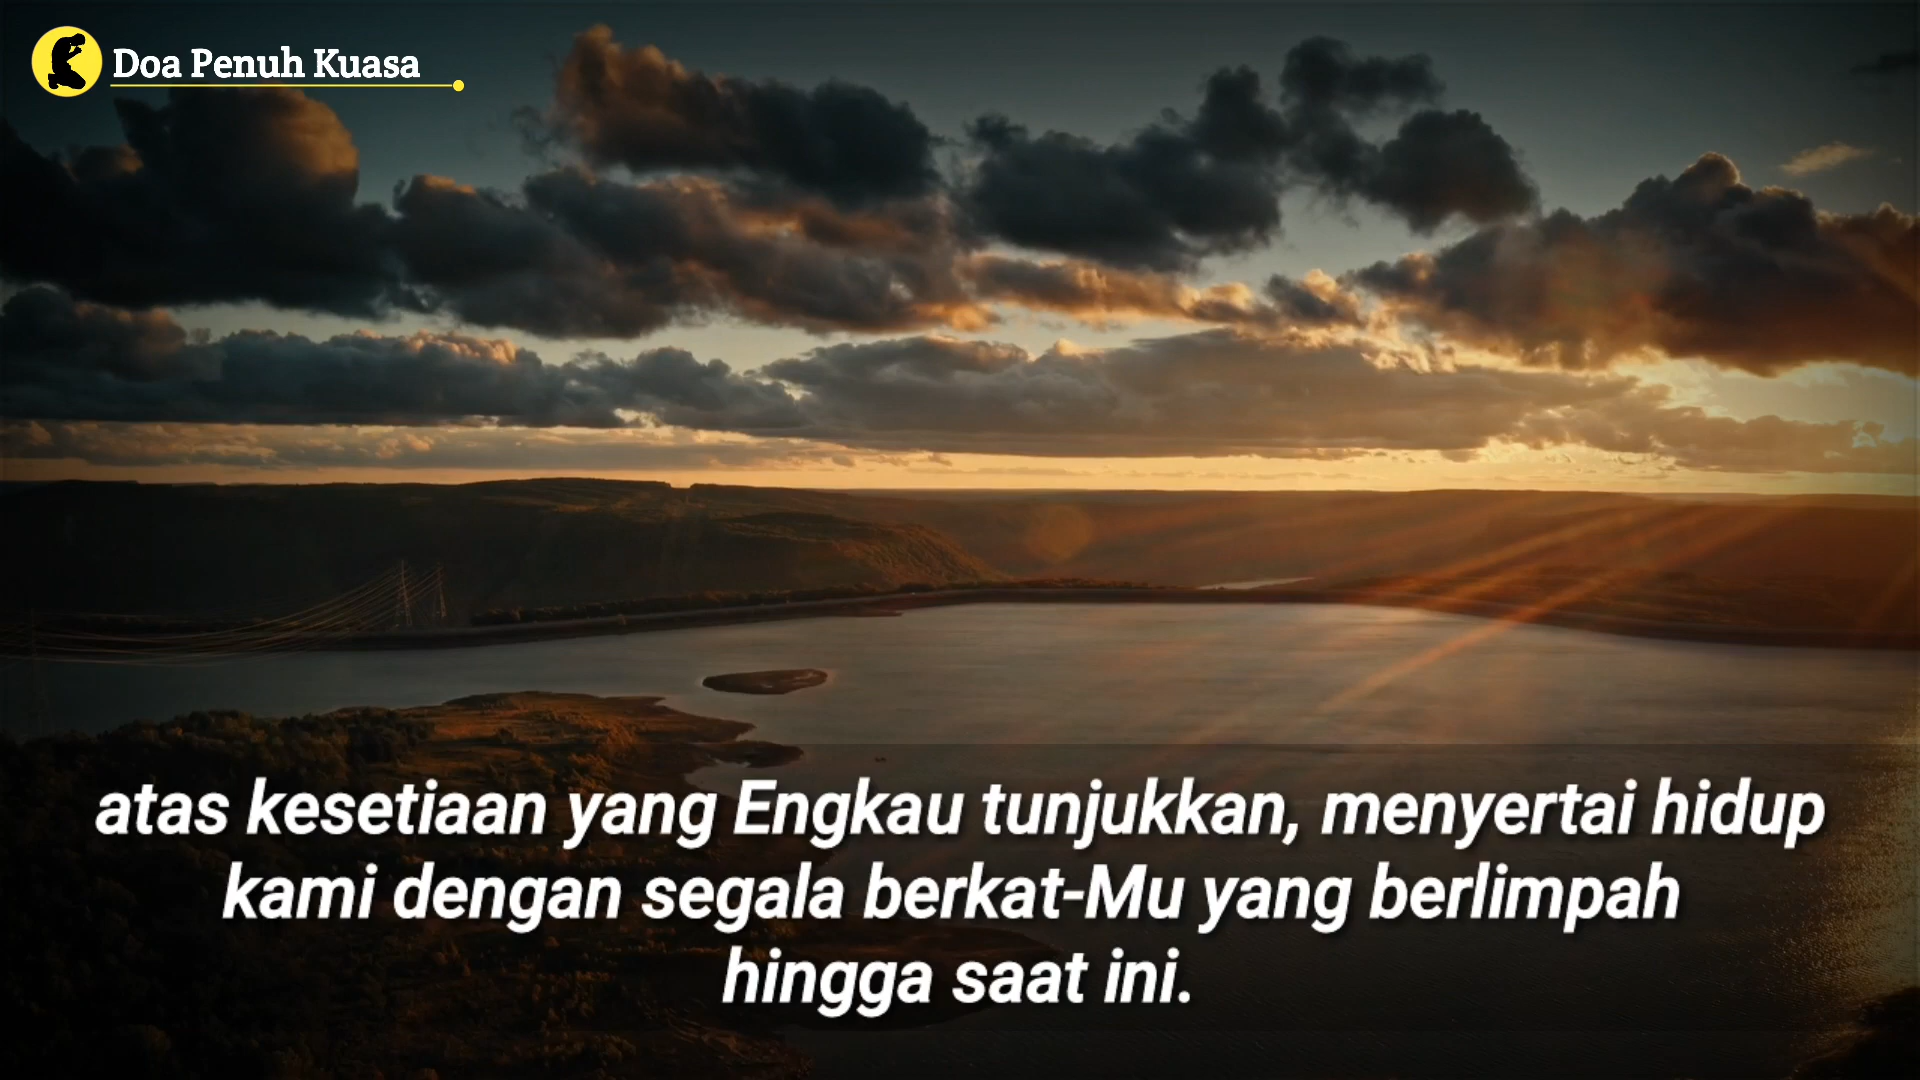 Doa Penuh Kuasa
atas kesetiaan yang Engkau tunjukkan, menyertai hidup
kami dengan segala berkat-Mu yang berlimpah
hingga saat ini.